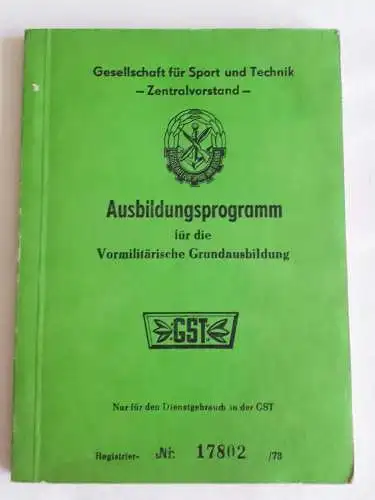 Gesellschaft für Sport und Technik
– Zentralvorstand –
Ausbildungsprogramm
für die
Vormilitärische Grundausbildung
GST
Nur für den Dienstgebrauch in der GST
Registrier- Nr. 17802 /78